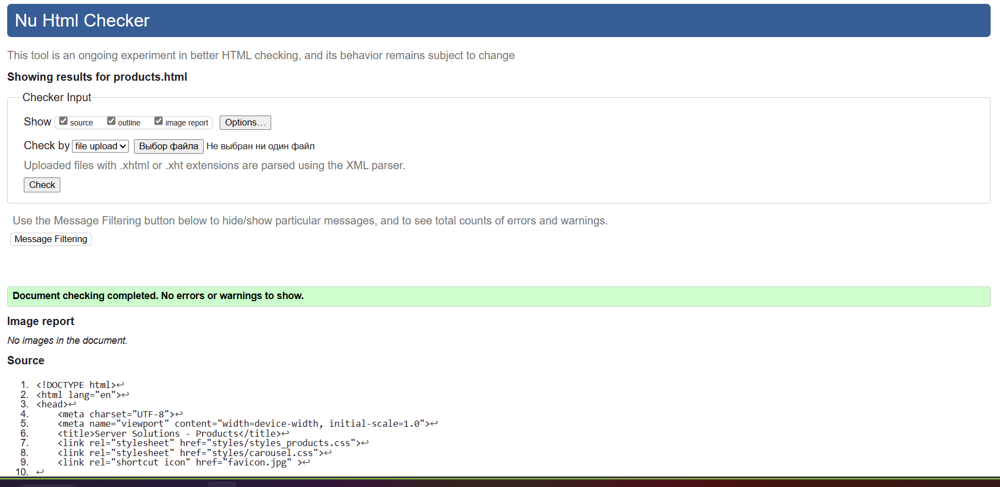 Nu Html Checker
This tool is an ongoing experiment in better HTML checking, and its behavior remains subject to change
Showing results for products.html
Checker Input
Show source outline image report Options…
Check by file upload Выбор файла Не выбран ни один файл
Uploaded files with .xhtml or .xht extensions are parsed using the XML parser.
Check
Use the Message Filtering button below to hide/show particular messages, and to see total counts of errors and warnings.
Message Filtering
Document checking completed. No errors or warnings to show.
Image report
No images in the document.
Source
1. <!DOCTYPE html>↩
2. <html lang="en">↩
3. <head>↩
4.     <meta charset="UTF-8">↩
5.     <meta name="viewport" content="width=device-width, initial-scale=1.0">↩
6.     <title>Server Solutions - Products</title>↩
7.     <link rel="stylesheet" href="styles/styles_products.css">↩
8.     <link rel="stylesheet" href="styles/carousel.css">↩
9.     <link rel="shortcut icon" href="favicon.jpg" >↩
10. ↩